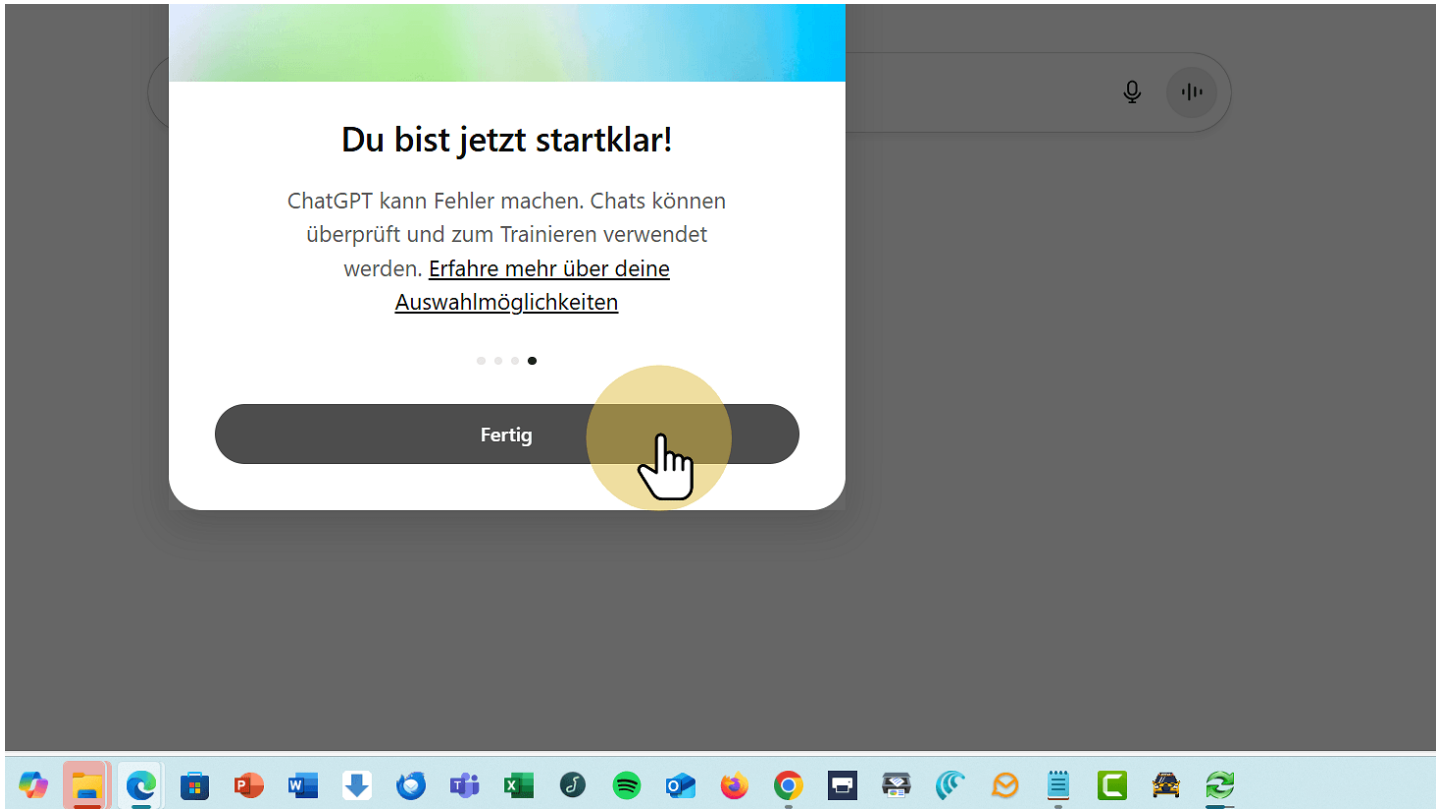 Du bist jetzt startklar!
ChatGPT kann Fehler machen. Chats können
überprüft und zum Trainieren verwendet
werden. Erfahre mehr über deine
Auswahlmöglichkeiten
Fertig